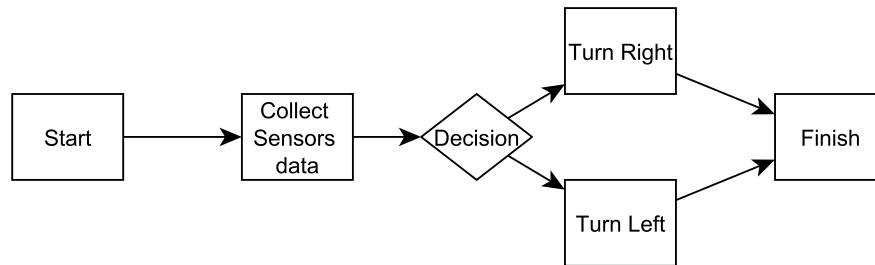 Start
Collect
Sensors
data
Decision
Turn Right
Turn Left
Finish